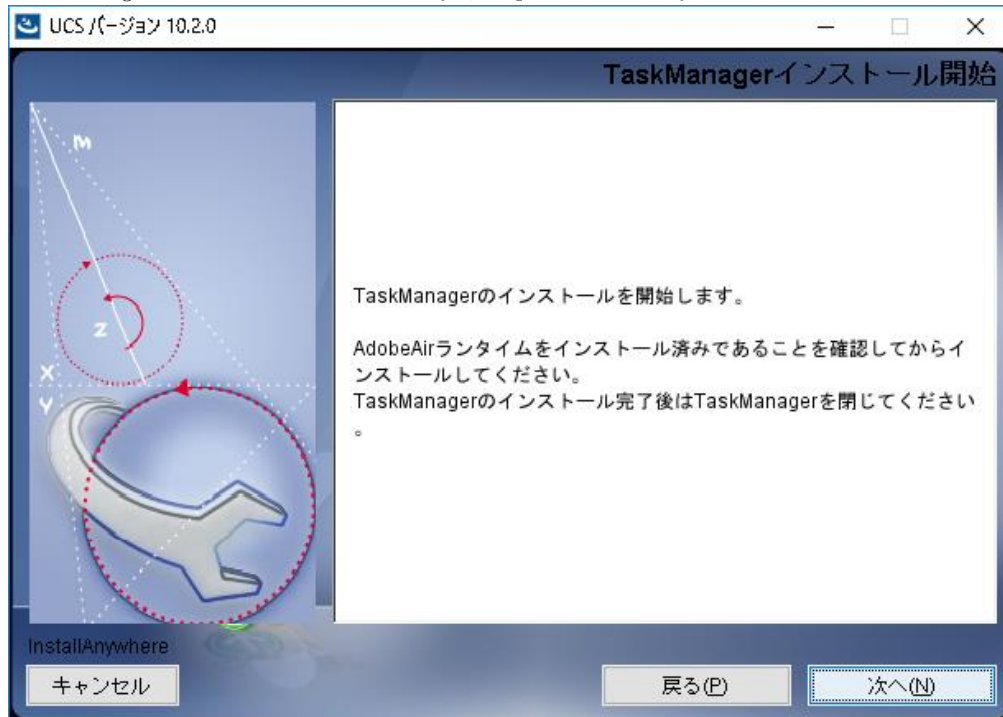 UCS バージョン 10.2.0
TaskManagerインストール開始
m
z
X
Y
TaskManagerのインストールを開始します。
AdobeAirランタイムをインストール済みであることを確認してからイ
ンストールしてください。
TaskManagerのインストール完了後はTaskManagerを閉じてください
。
InstallAnywhere
キャンセル
戻る(P)
次へ(N)